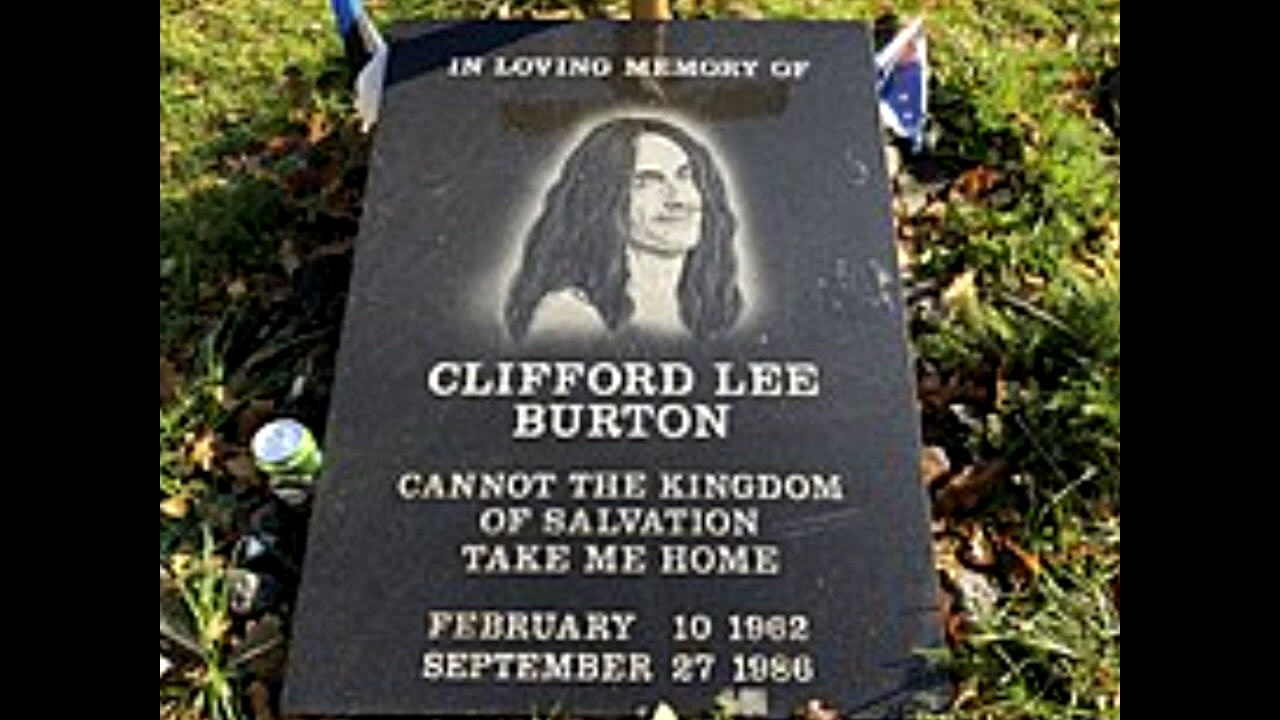 IN LOVING MEMORY OF
CLIFFORD LEE
BURTON
CANNOT THE KINGDOM
OF SALVATION
TAKE ME HOME
FEBRUARY 10 1962
SEPTEMBER 27 1986